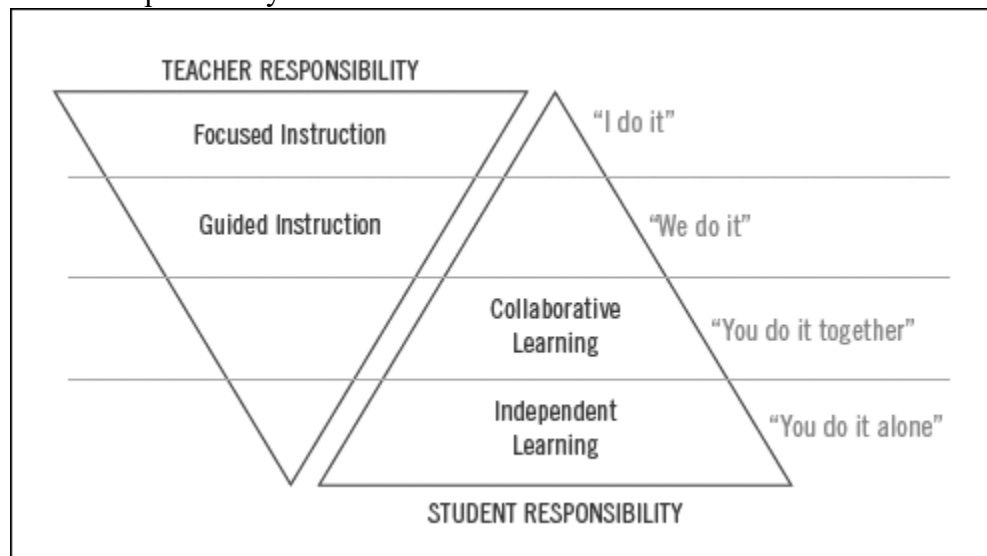 TEACHER RESPONSIBILITY
Focused Instruction
"I do it"
Guided Instruction
"We do it"
Collaborative
Learning
"You do it together"
Independent
Learning
"You do it alone"
STUDENT RESPONSIBILITY